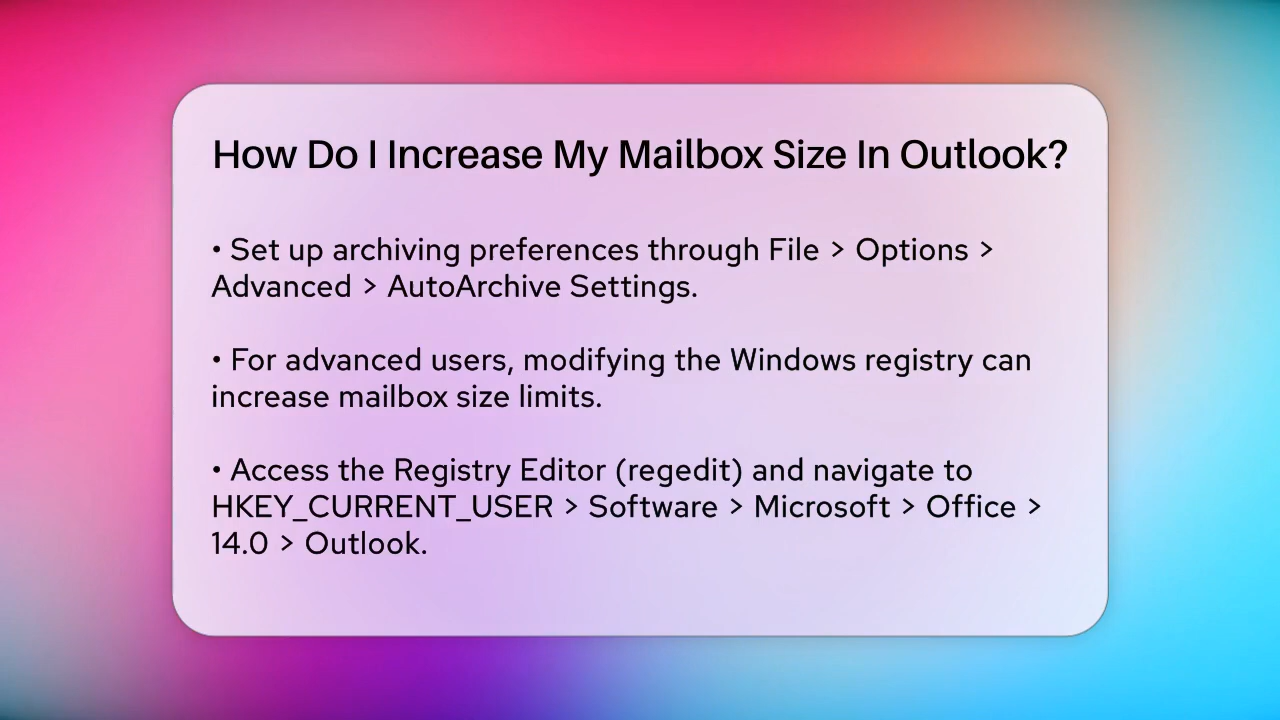 How Do I Increase My Mailbox Size In Outlook?
• Set up archiving preferences through File > Options >
Advanced > AutoArchive Settings.
• For advanced users, modifying the Windows registry can
increase mailbox size limits.
• Access the Registry Editor (regedit) and navigate to
HKEY_CURRENT_USER > Software > Microsoft > Office >
14.0 > Outlook.